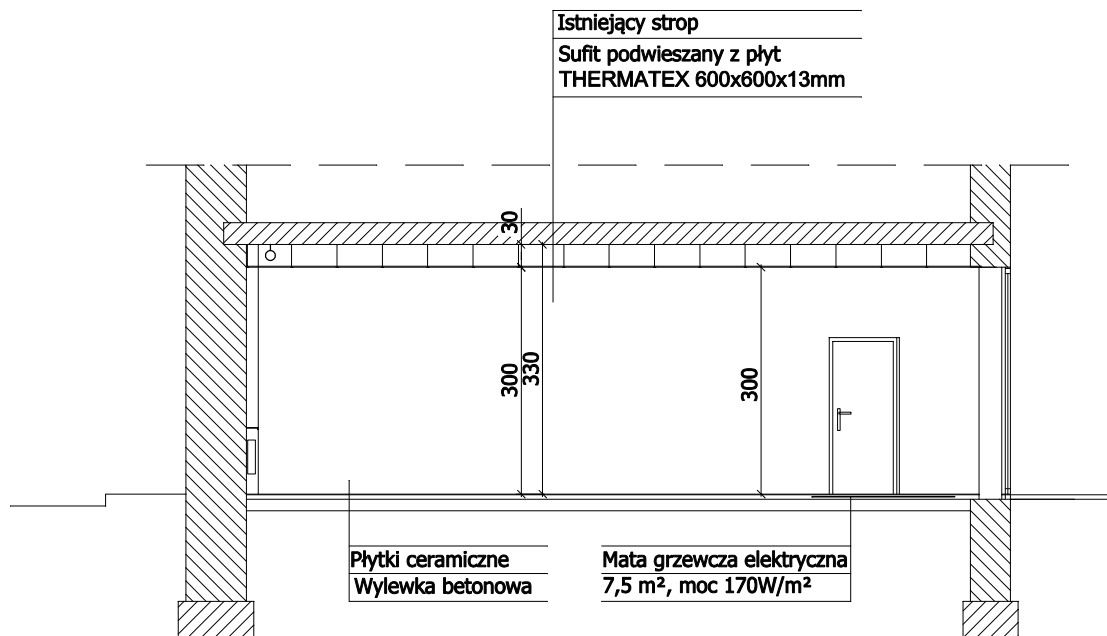 Istniejący strop
Sufit podwieszany z płyt
THERMATEX 600x600x13mm
30
300
330
300
Płytki ceramiczne
Wylewka betonowa
Mata grzewcza elektryczna
7,5 m², moc 170W/m²